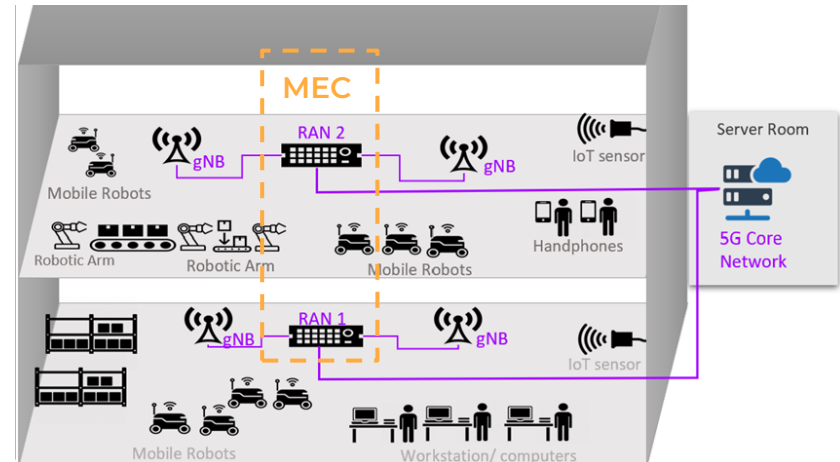 MEC
RAN 2
gNB
gNB
IoT sensor
Mobile Robots
Robotic Arm
Robotic Arm
Mobile Robots
Handphones
Server Room
5G Core
Network
RAN 1
gNB
gNB
IoT sensor
Mobile Robots
Workstation/ computers